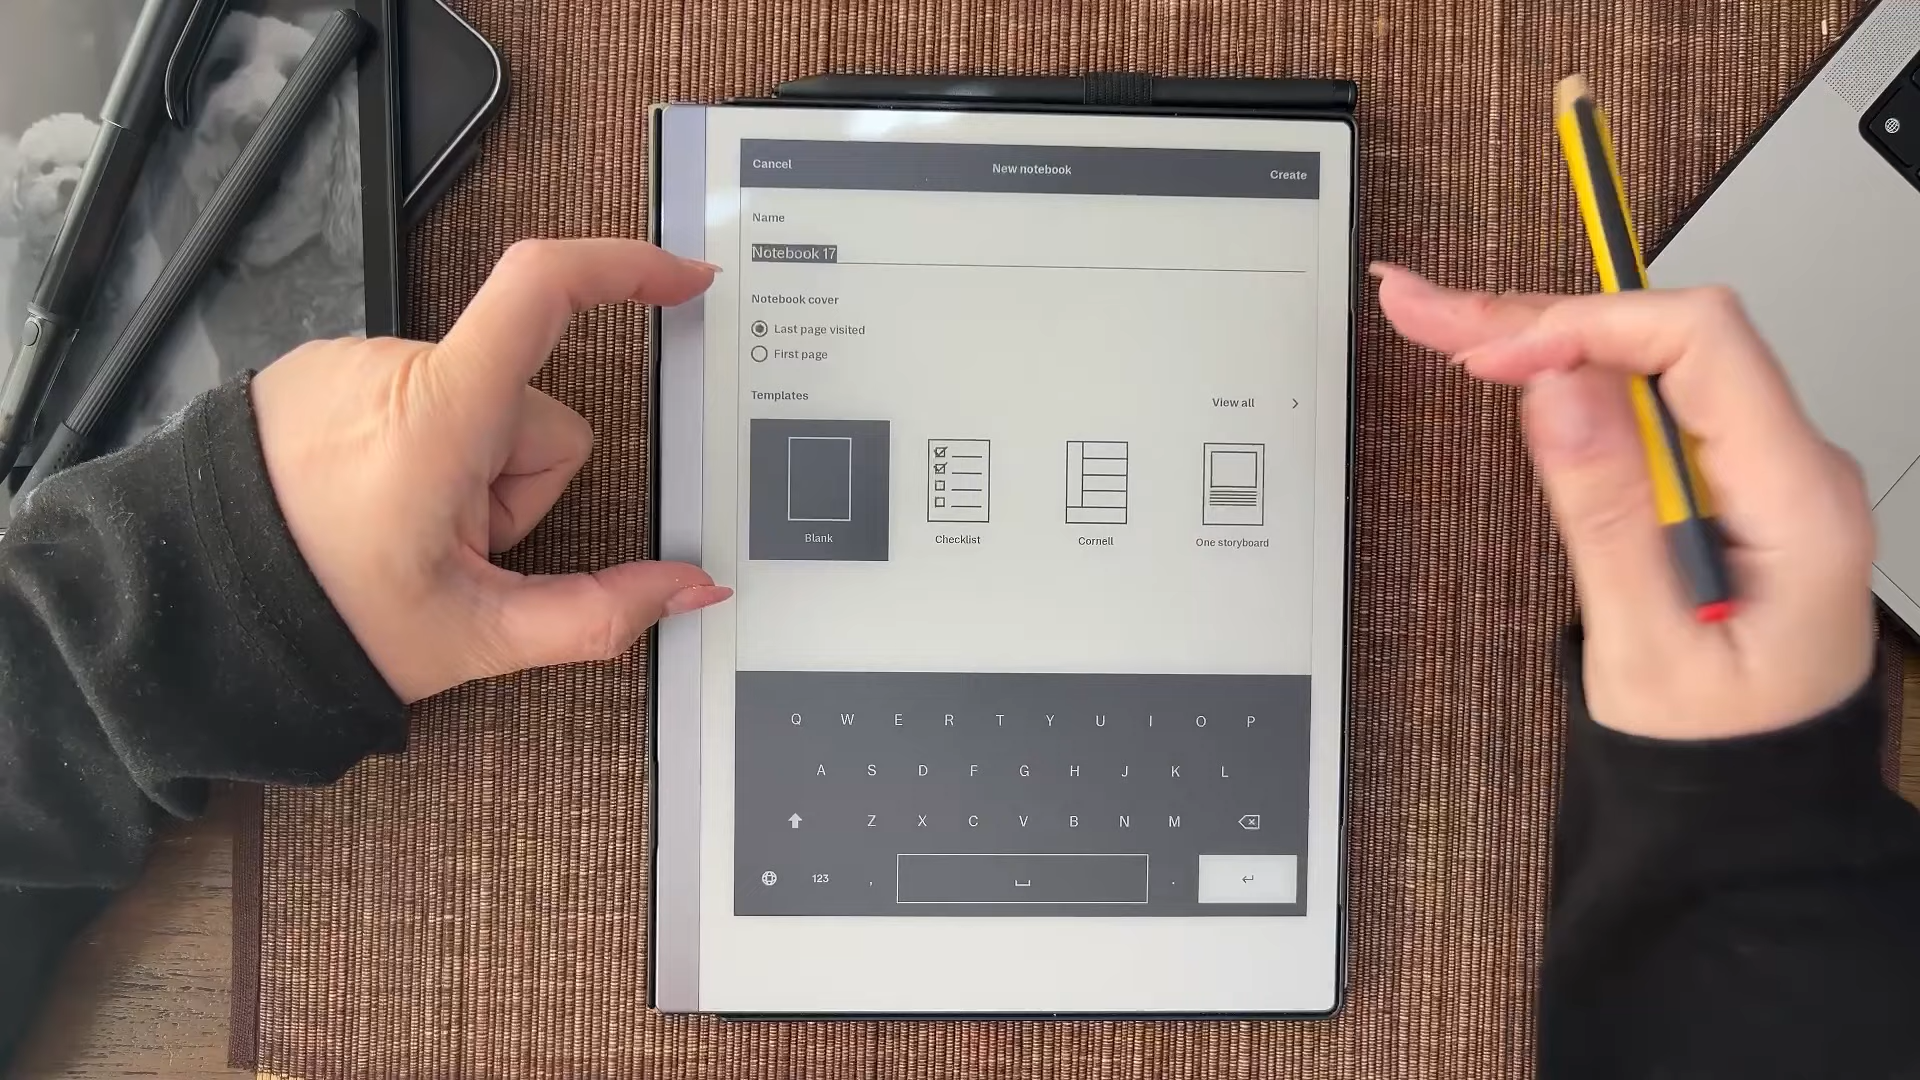 Cancel New notebook Create
Name
Notebook 17
Notebook cover
Last page visited
First page
Templates View all
Blank Checklist Cornell One storyboard
Q W E R T Y U I O P
A S D F G H J K L
Z X C V B N M
123 , .